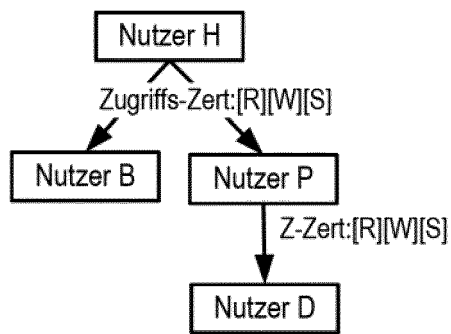 Nutzer H
Zugriffs-Zert:[R][W][S]
Nutzer B
Nutzer P
Z-Zert:[R][W][S]
Nutzer D